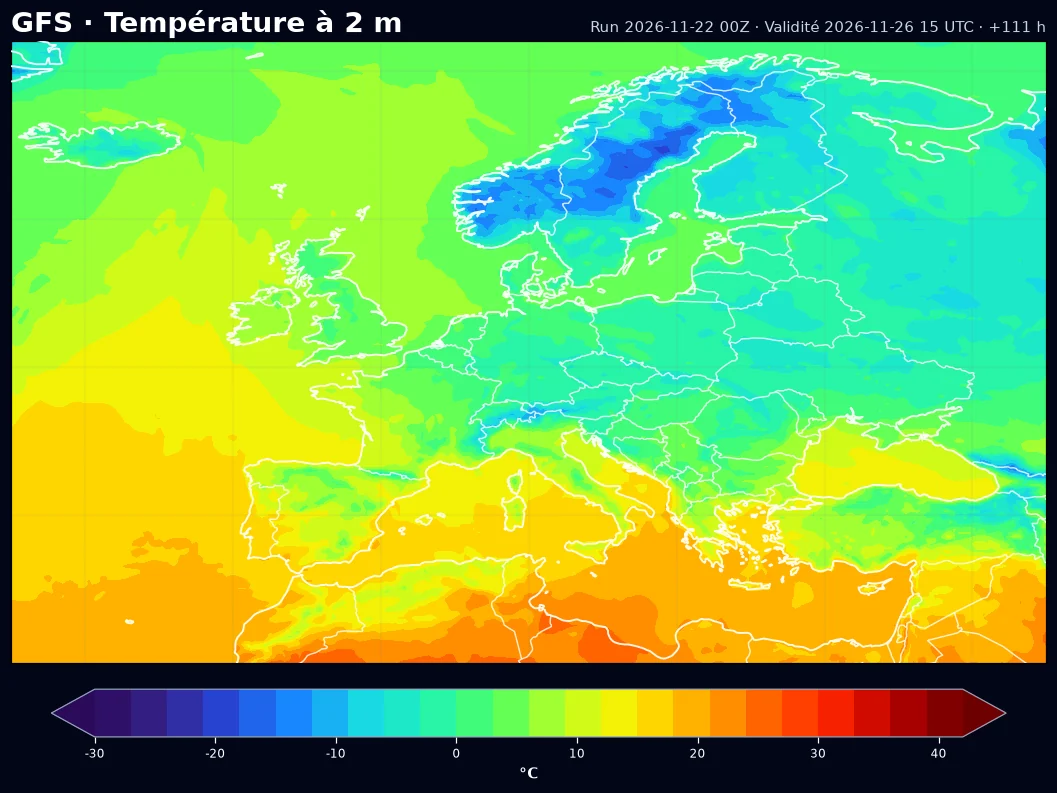 GFS · Température à 2 m
Run 2026-11-22 00Z · Validité 2026-11-26 15 UTC · +111 h
-30 -20 -10 0 10 20 30 40
°C